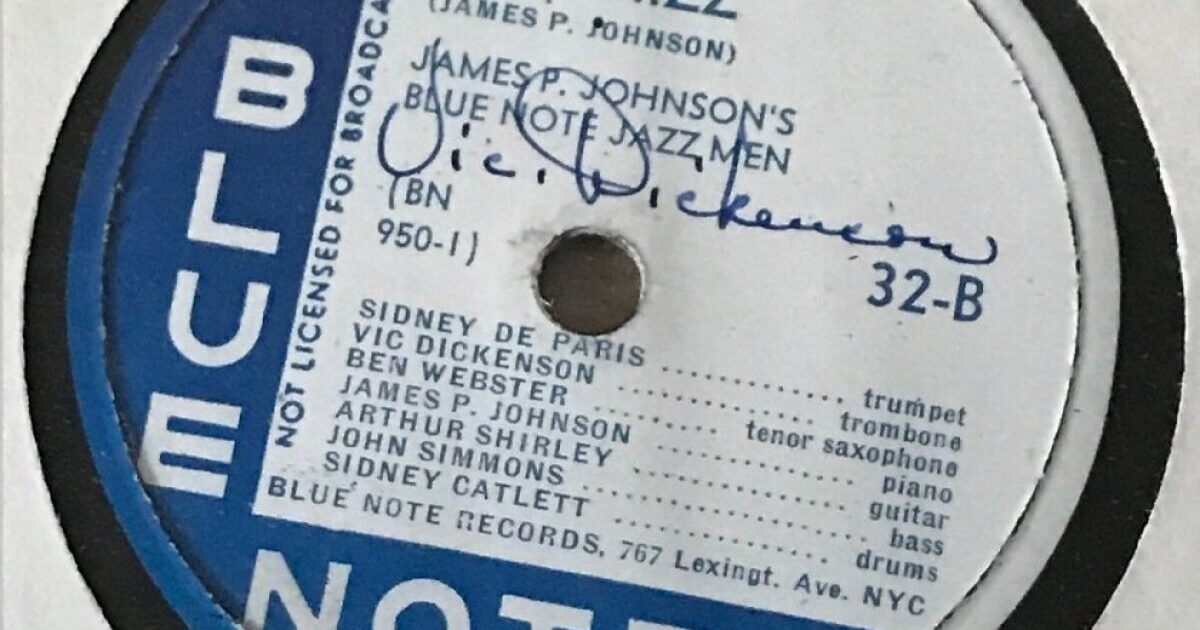 (JAMES P. JOHNSON)
JAMES P. JOHNSON'S
BLUE NOTE JAZZ MEN
Vic. Dickenson
(BN
950-1)
32-B
SIDNEY DE PARIS .............. trumpet
VIC DICKENSON .............. trombone
BEN WEBSTER ......... tenor saxophone
JAMES P. JOHNSON .............. piano
ARTHUR SHIRLEY .............. guitar
JOHN SIMMONS .............. bass
SIDNEY CATLETT .............. drums
BLUE NOTE RECORDS, 767 Lexingt. Ave. NYC
NOT LICENSED FOR
BLUE